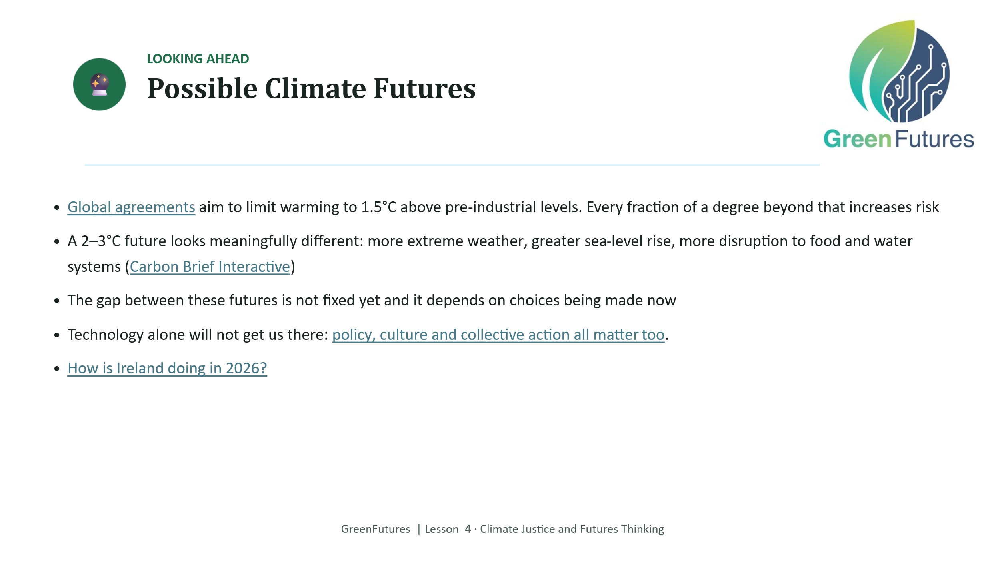 LOOKING AHEAD
Possible Climate Futures
GreenFutures
• Global agreements aim to limit warming to 1.5°C above pre-industrial levels. Every fraction of a degree beyond that increases risk
• A 2–3°C future looks meaningfully different: more extreme weather, greater sea-level rise, more disruption to food and water
systems (Carbon Brief Interactive)
• The gap between these futures is not fixed yet and it depends on choices being made now
• Technology alone will not get us there: policy, culture and collective action all matter too.
• How is Ireland doing in 2026?
GreenFutures | Lesson 4 · Climate Justice and Futures Thinking